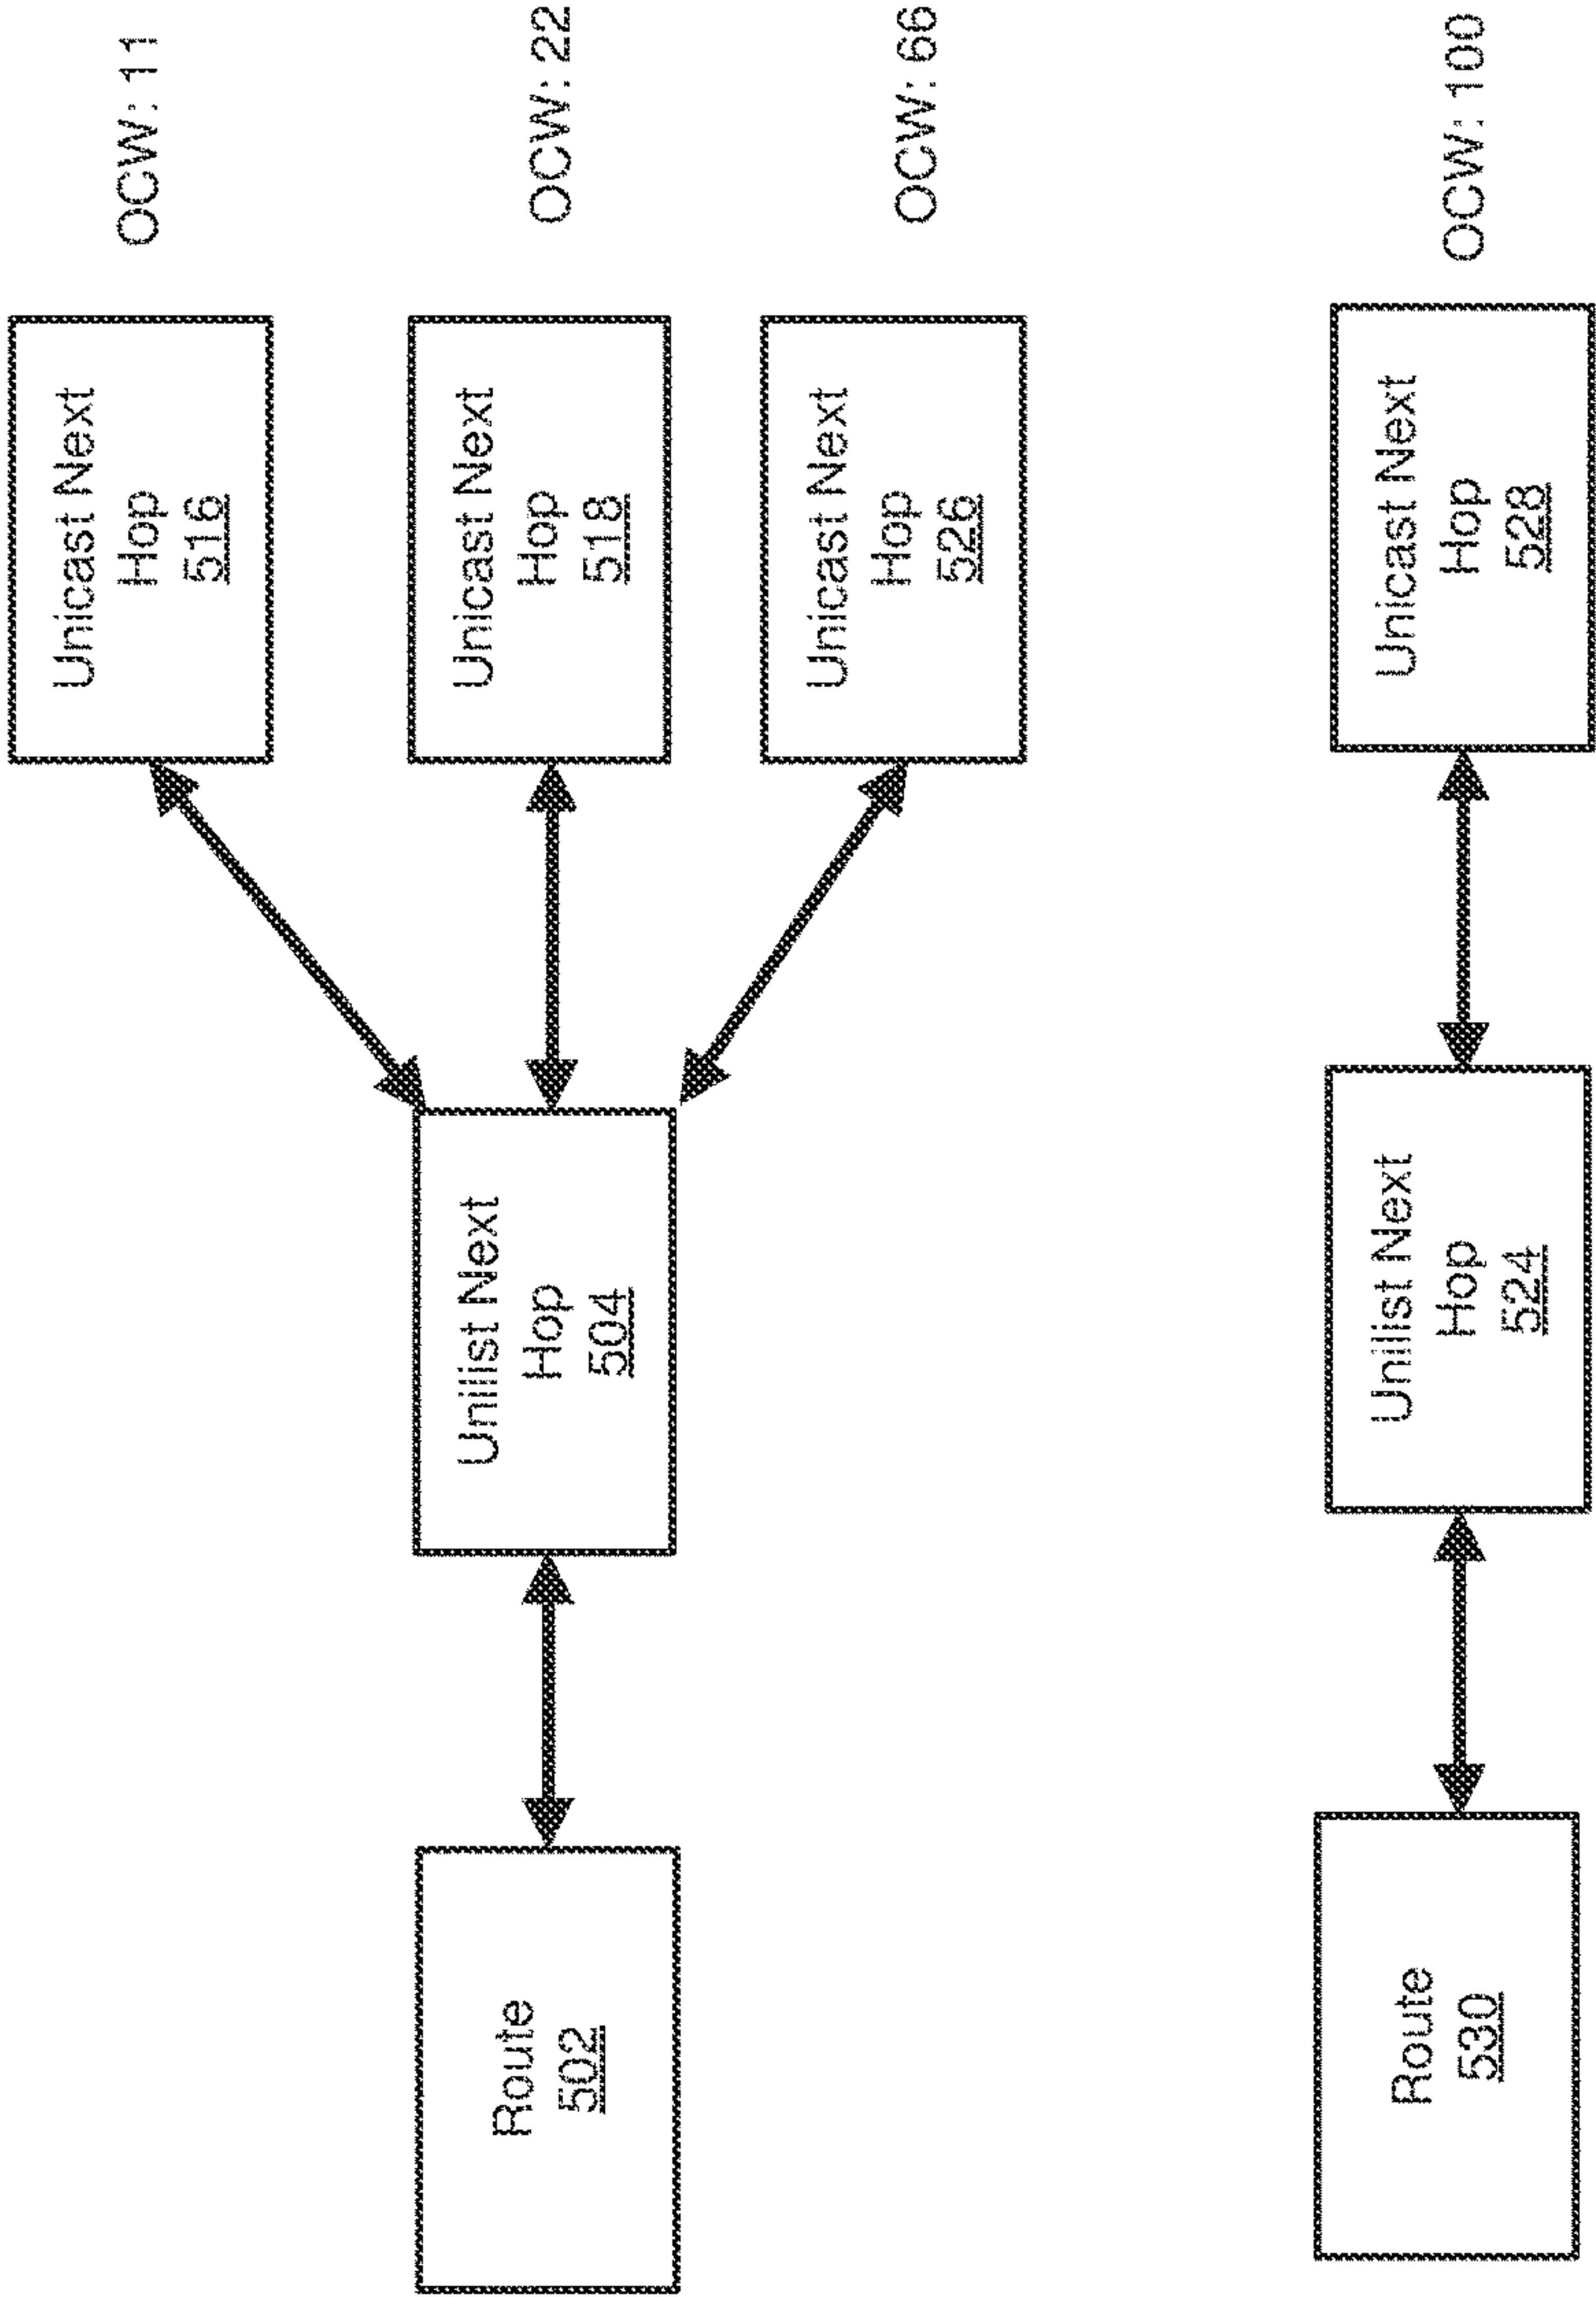 OCW: 11
Unicast Next
Hop
516
OCW: 22
Unicast Next
Hop
518
Route
502
Unilist Next
Hop
504
OCW: 66
Unicast Next
Hop
526
Route
530
Unilist Next
Hop
524
Unicast Next
Hop
528
OCW: 100